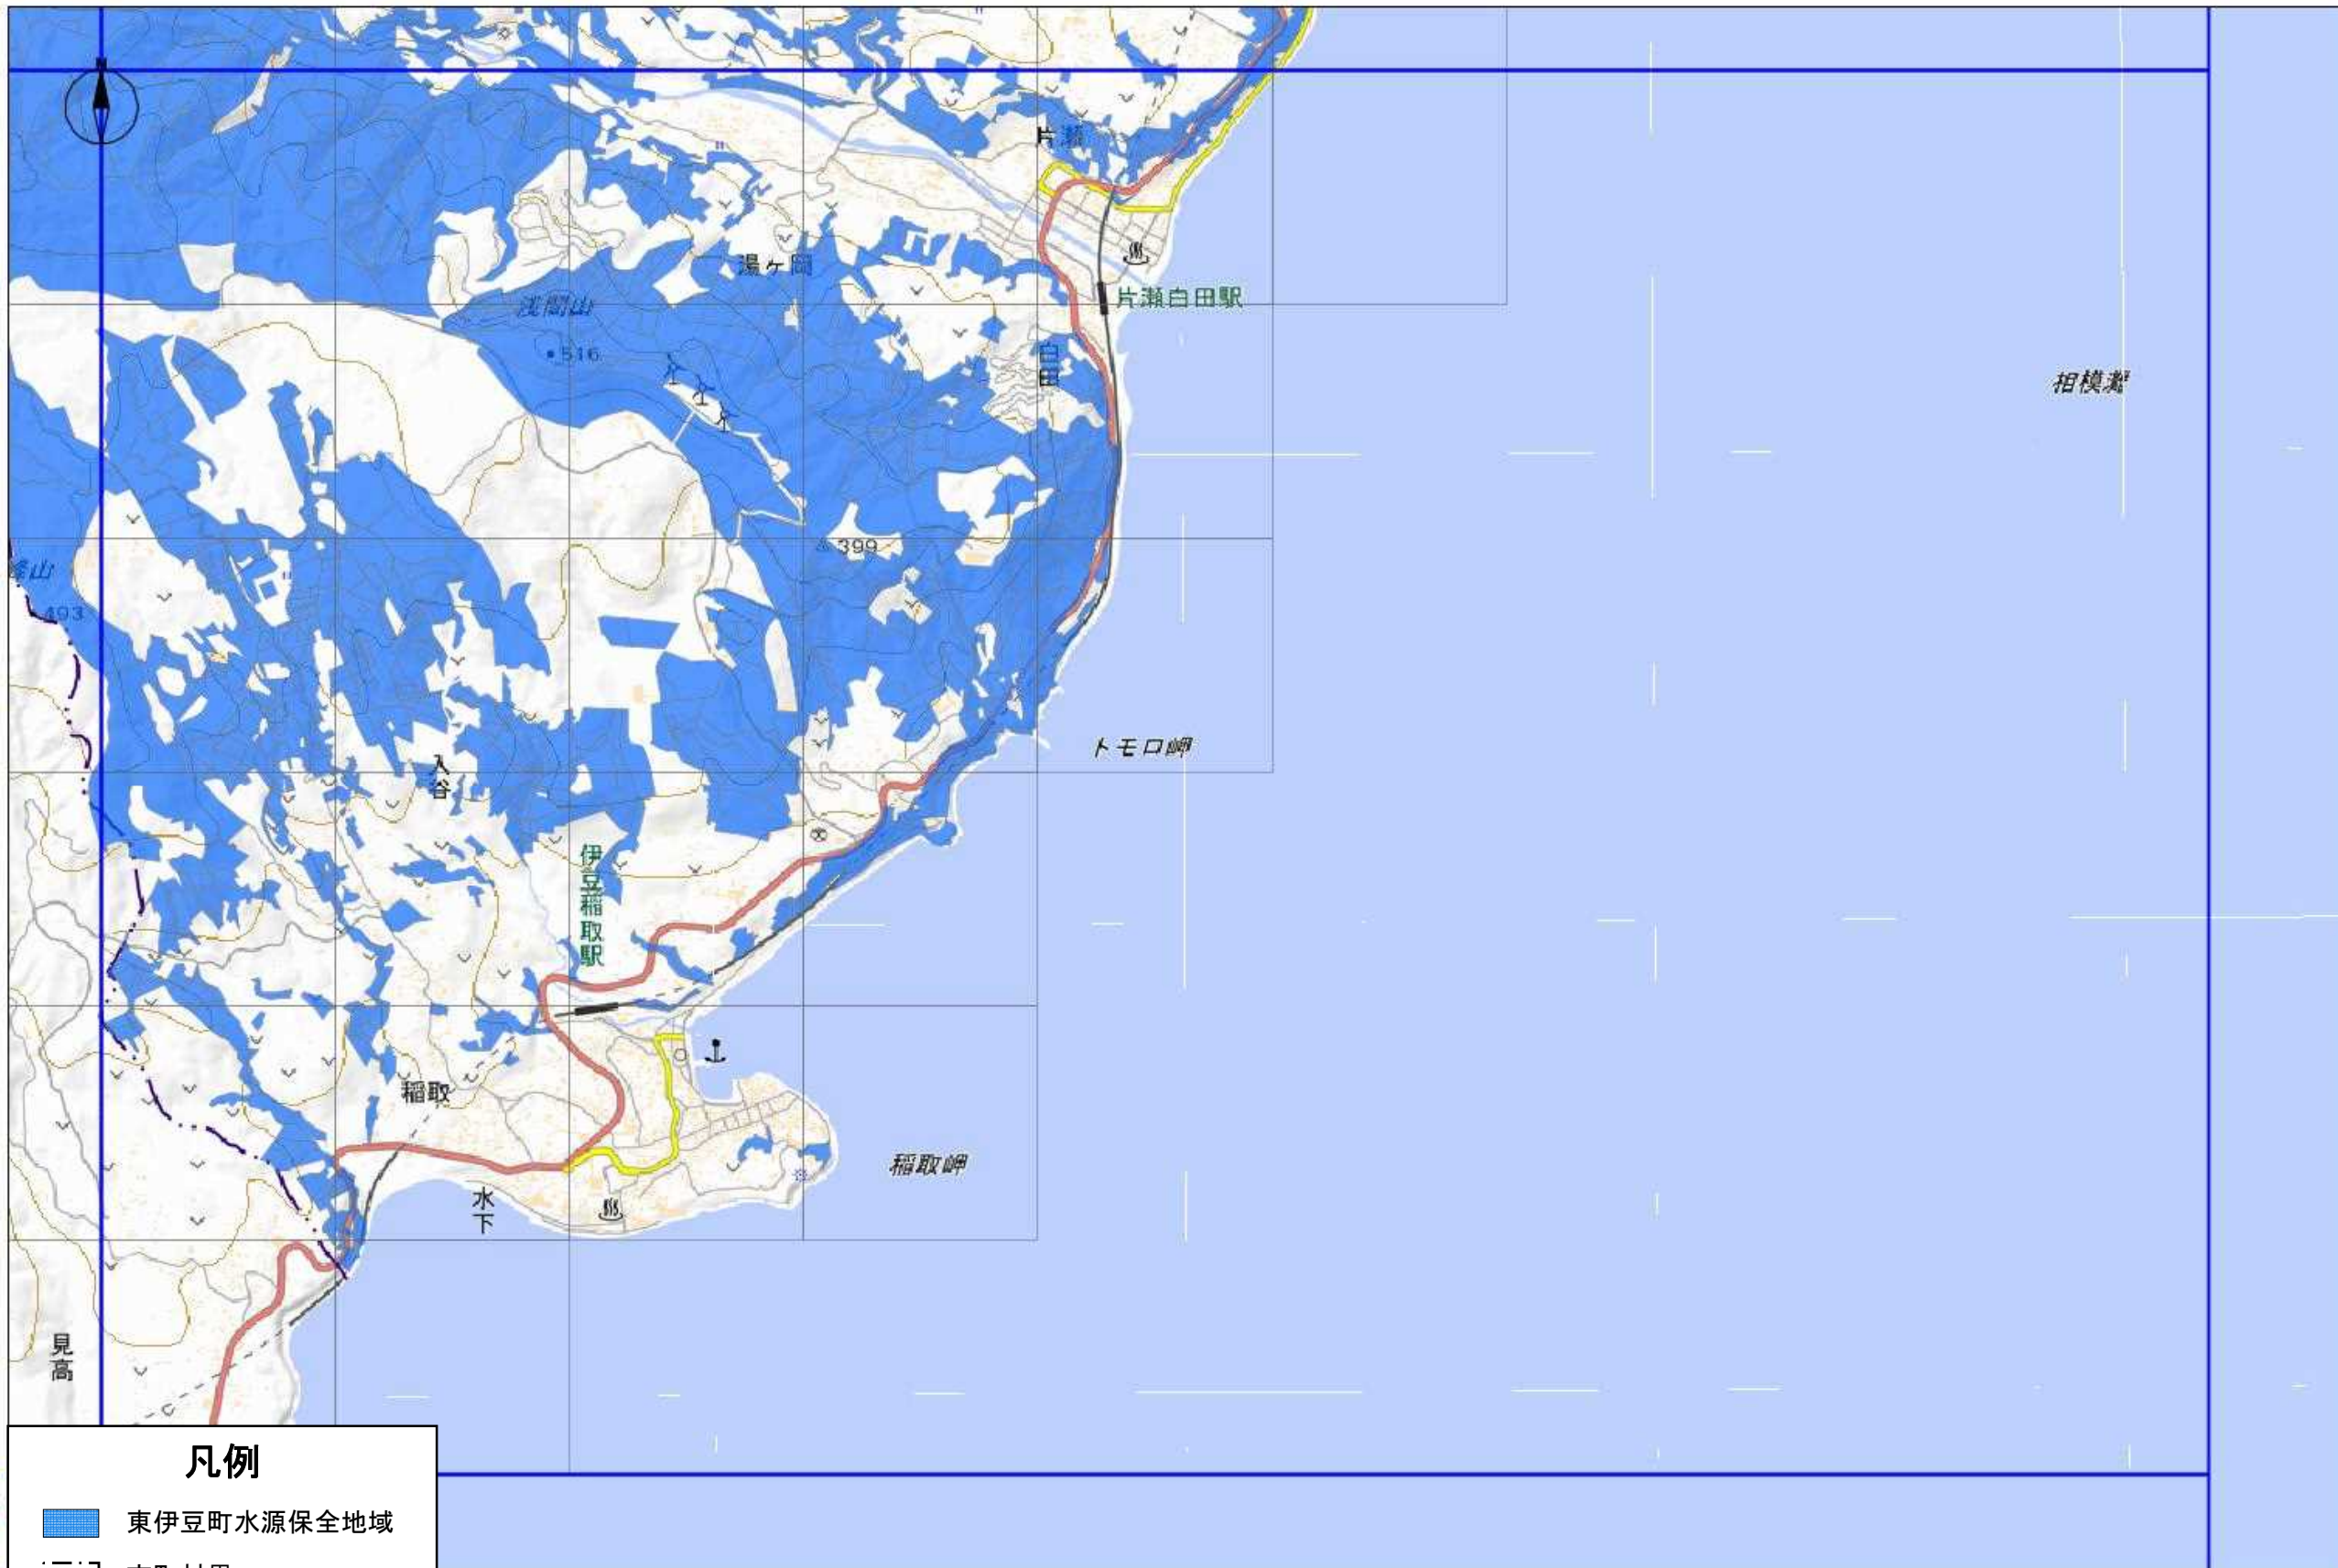 N
片瀬
湯ヶ岡
片瀬白田駅
浅間山
516
白田
相模灘
399
峰山
493
トモロ岬
入谷
伊豆稲取駅
稲取
稲取岬
水下
見高
凡例
東伊豆町水源保全地域